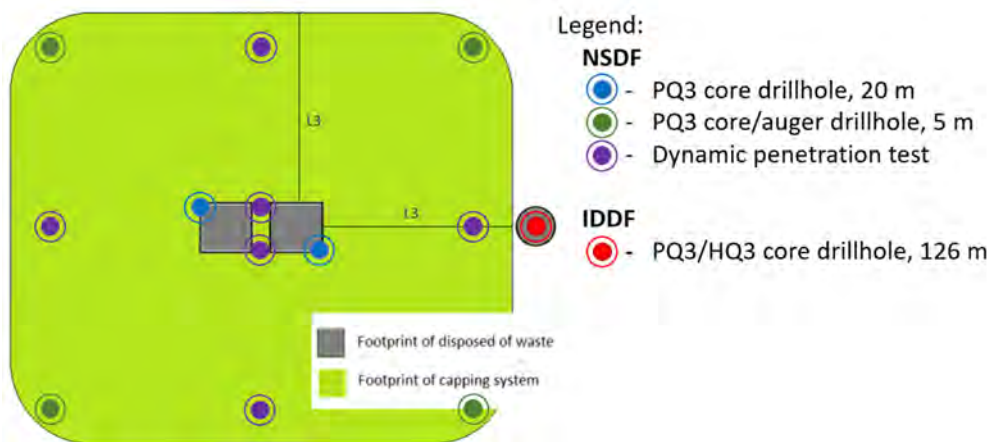 L3
L3
Footprint of disposed of waste
Footprint of capping system
Legend:
NSDF
- PQ3 core drillhole, 20 m
- PQ3 core/auger drillhole, 5 m
- Dynamic penetration test
IDDF
- PQ3/HQ3 core drillhole, 126 m